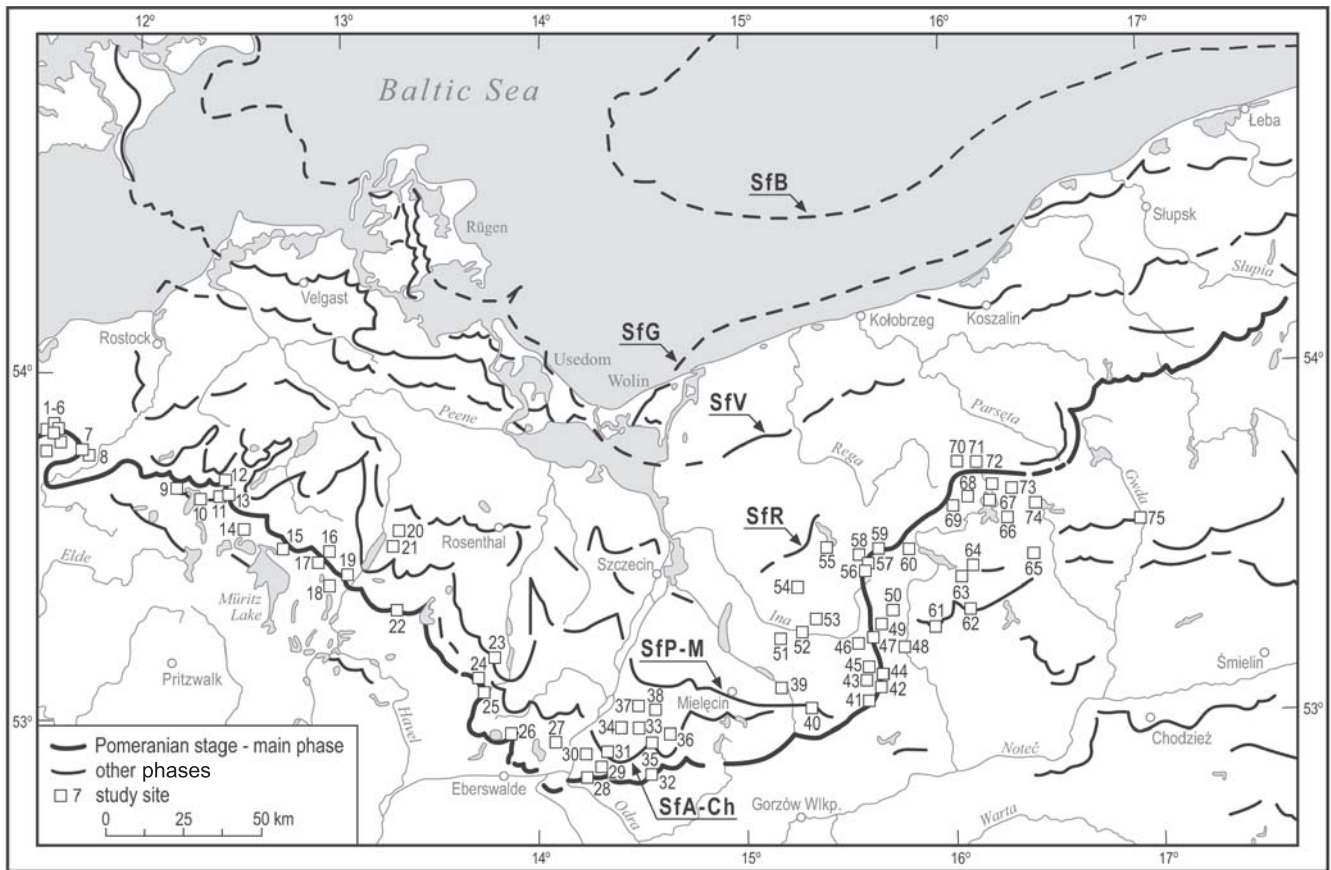 12° 13° 14° 15° 16° 17°
Baltic Sea
Łeba
SfB
Słupsk
Rügen
Słupia
Velgast
Koszalin
Kołobrzeg
Rostock
SfG
Usedom
54°
54°
Wolin
SfV
Parsęta
1-6
Peene
7
8
Rega
70 71
72
12
9
68
73
Gwda
10 11 13
67
69
66 74 75
14
SfR
20
15 16
21
Rosenthal
59
58
55
57 60
64
65
Elde
17 19
Szczecin
56
54
63
18
Müritz
Lake
50
22
Ina
53
61 62
52
49
51
46 47 48
23
SfP-M
Śmielin
24
45 44
Pritzwalk
39
43
42
25
Mielęcin
38
37
40
41
53°
53°
Havel
34 33
26 27
36
Chodzież
Noteć
30 31
35
Pomeranian stage - main phase
other phases
7 study site
29
Eberswalde
28
32
SfA-Ch
Odra
Gorzów Wlkp.
Warta
0 25 50 km
14° 15° 16° 17°